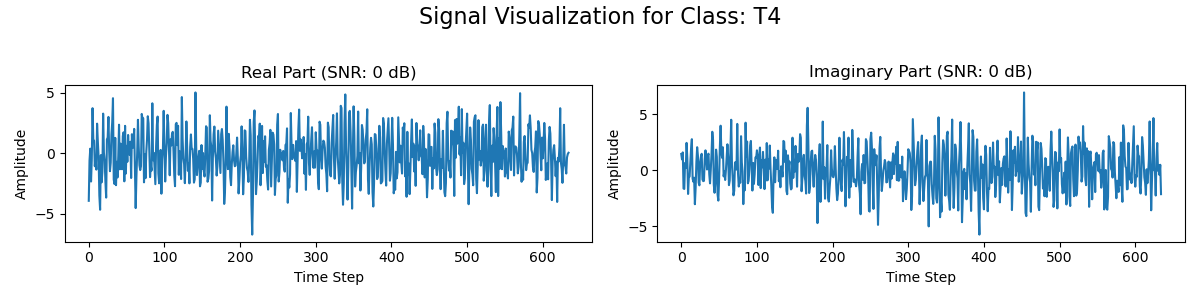 Signal Visualization for Class: T4
Real Part (SNR: 0 dB)
Amplitude
5
0
−5
0 100 200 300 400 500 600
Time Step
Imaginary Part (SNR: 0 dB)
Amplitude
5
0
−5
0 100 200 300 400 500 600
Time Step